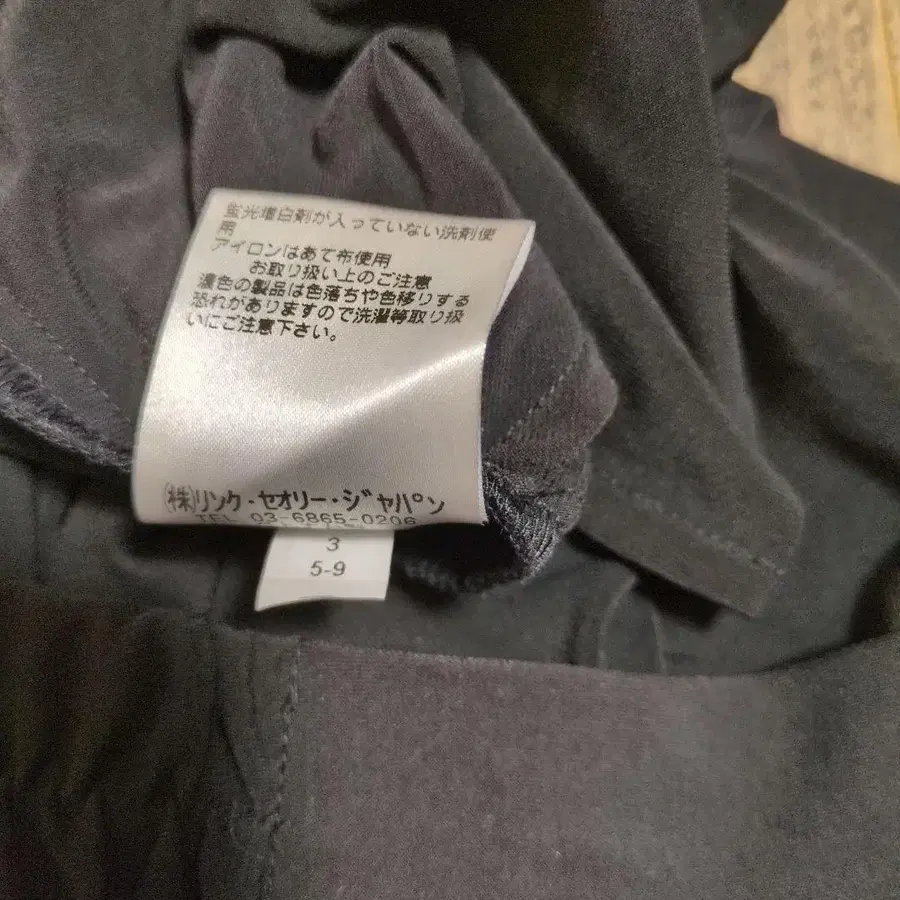 蛍光増白剤が入っていない洗剤使
用
アイロンはあて布使用
お取り扱い上のご注意
濃色の製品は色落ちや色移りする
恐れがありますので洗濯等取り扱
いにご注意下さい。
㈱リンク・セオリー・ジャパン
TEL 03-6865-0206
3
5-9